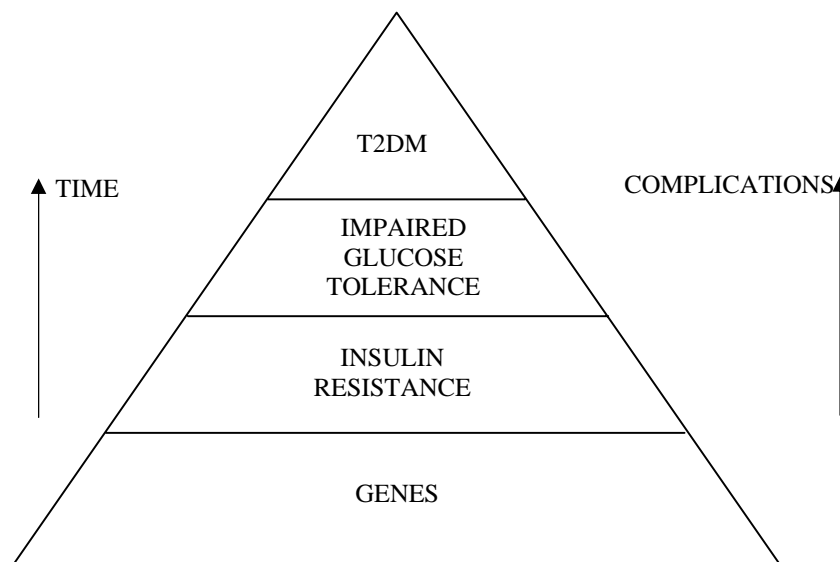 T2DM
TIME
COMPLICATIONS
IMPAIRED
GLUCOSE
TOLERANCE
INSULIN
RESISTANCE
GENES